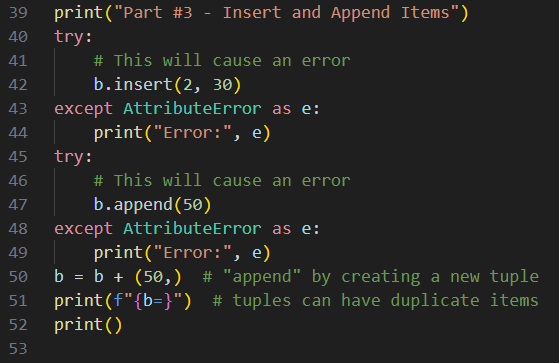 39 print("Part #3 - Insert and Append Items")
40 try:
41     # This will cause an error
42     b.insert(2, 30)
43 except AttributeError as e:
44     print("Error:", e)
45 try:
46     # This will cause an error
47     b.append(50)
48 except AttributeError as e:
49     print("Error:", e)
50 b = b + (50,)  # "append" by creating a new tuple
51 print(f"{b=}")  # tuples can have duplicate items
52 print()
53